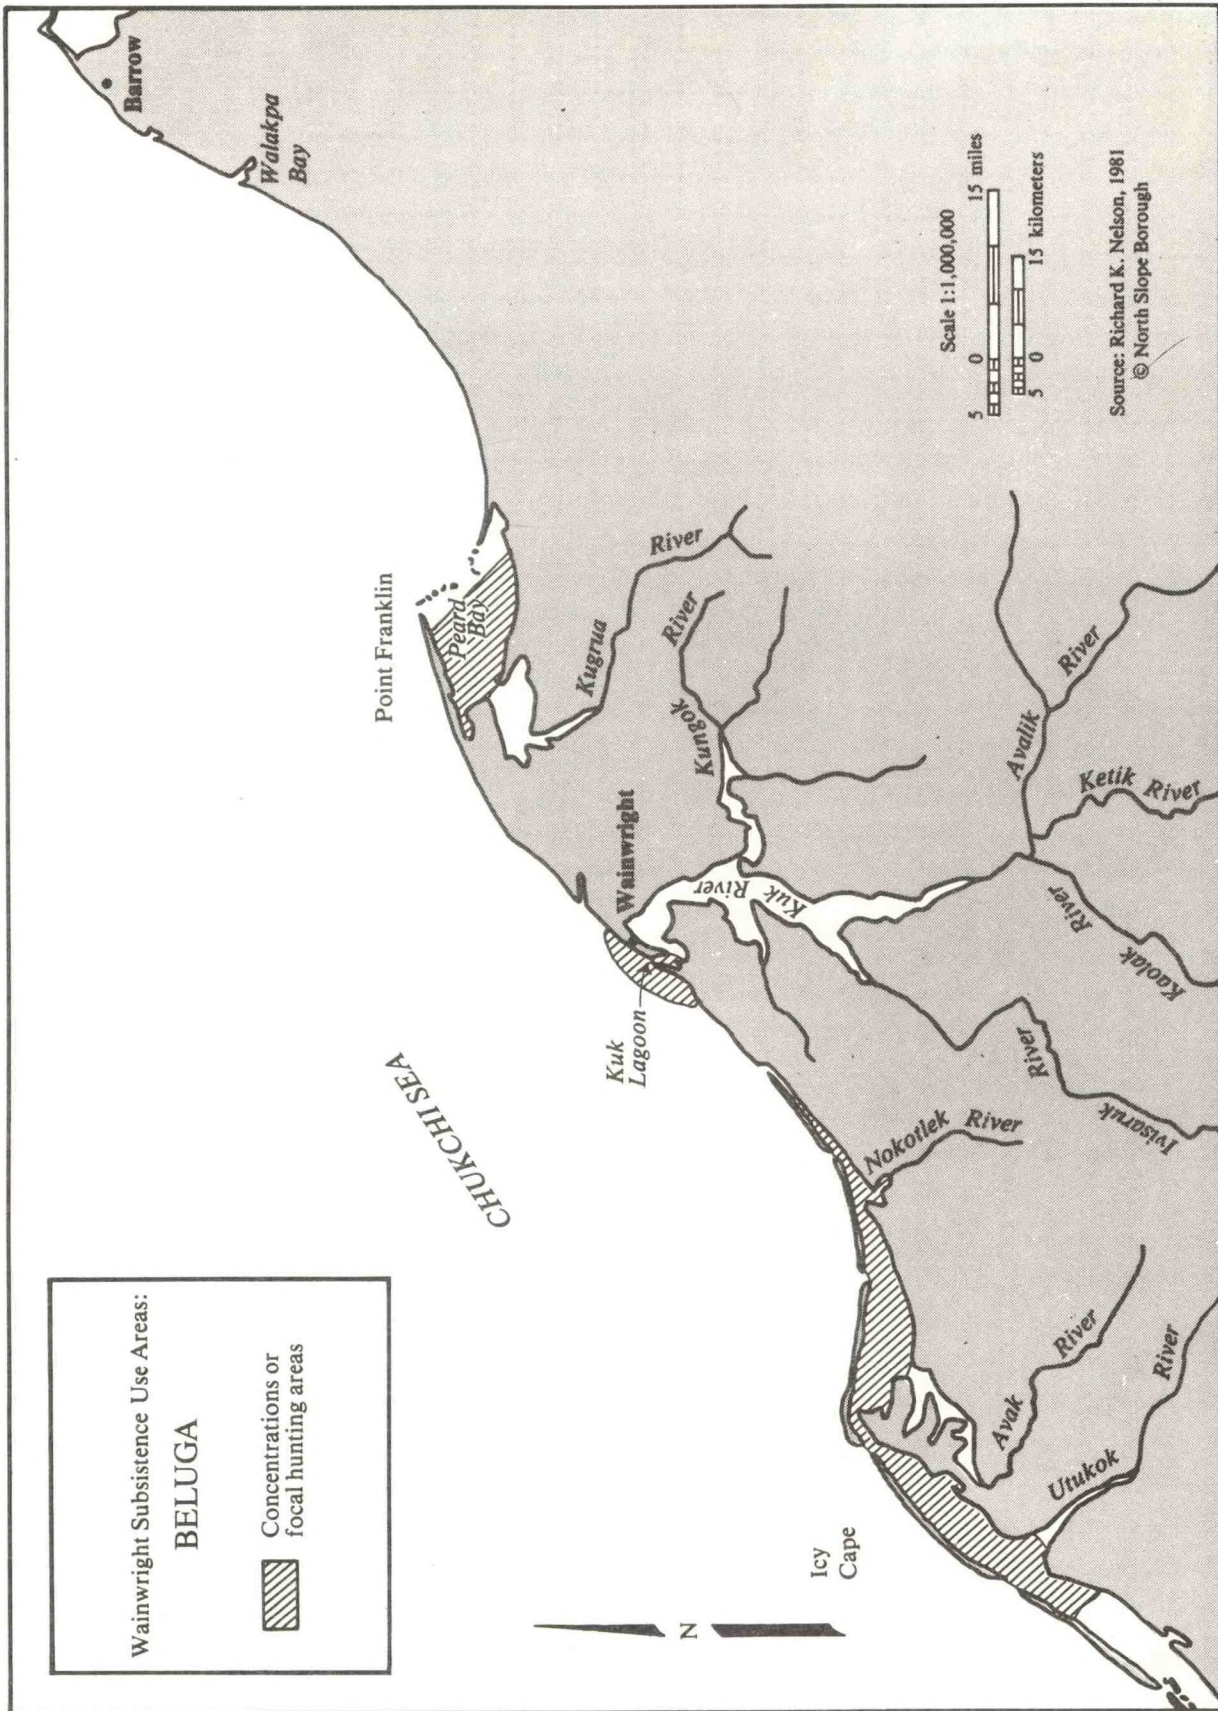 Wainwright Subsistence Use Areas:
BELUGA
Concentrations or
focal hunting areas
N
CHUKCHI SEA
Icy
Cape
Kuk
Lagoon
Point Franklin
Peard
Bay
Wainwright
Barrow
Walakpa
Bay
Kugrua
River
Kungok
River
Kuk
River
Avalik
River
Ketik River
Kaolak
River
Ivisaruk
River
Nokotlek River
Avak
River
Utukok
River
Scale 1:1,000,000
5 0 15 miles
5 0 15 kilometers
Source: Richard K. Nelson, 1981
© North Slope Borough